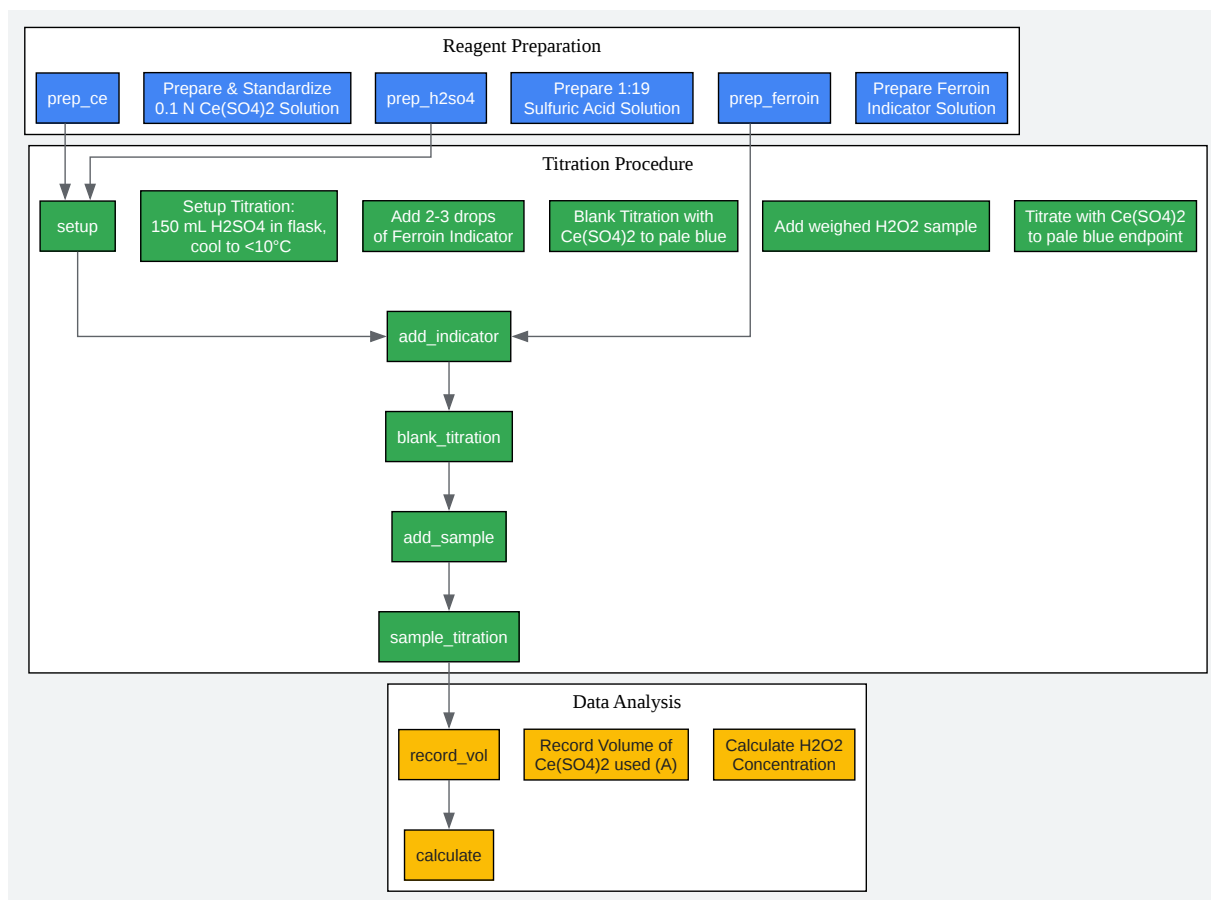 Reagent Preparation
prep_ce
Prepare & Standardize
0.1 N Ce(SO4)2 Solution
prep_h2so4
Prepare 1:19
Sulfuric Acid Solution
prep_ferroin
Prepare Ferroin
Indicator Solution
Titration Procedure
setup
Setup Titration:
150 mL H2SO4 in flask,
cool to <10°C
Add 2-3 drops
of Ferroin Indicator
Blank Titration with
Ce(SO4)2 to pale blue
Add weighed H2O2 sample
Titrate with Ce(SO4)2
to pale blue endpoint
add_indicator
blank_titration
add_sample
sample_titration
Data Analysis
record_vol
Record Volume of
Ce(SO4)2 used (A)
Calculate H2O2
Concentration
calculate